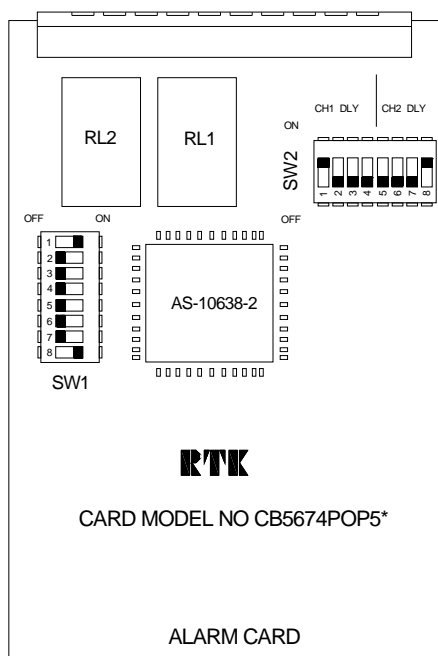 CH1 DLY CH2 DLY
ON
RL2 RL1
SW2
1 2 3 4 5 6 7 8
OFF ON
OFF
1
2
3
4
5
6
7
8
AS-10638-2
SW1
RTK
CARD MODEL NO CB5674POP5*
ALARM CARD